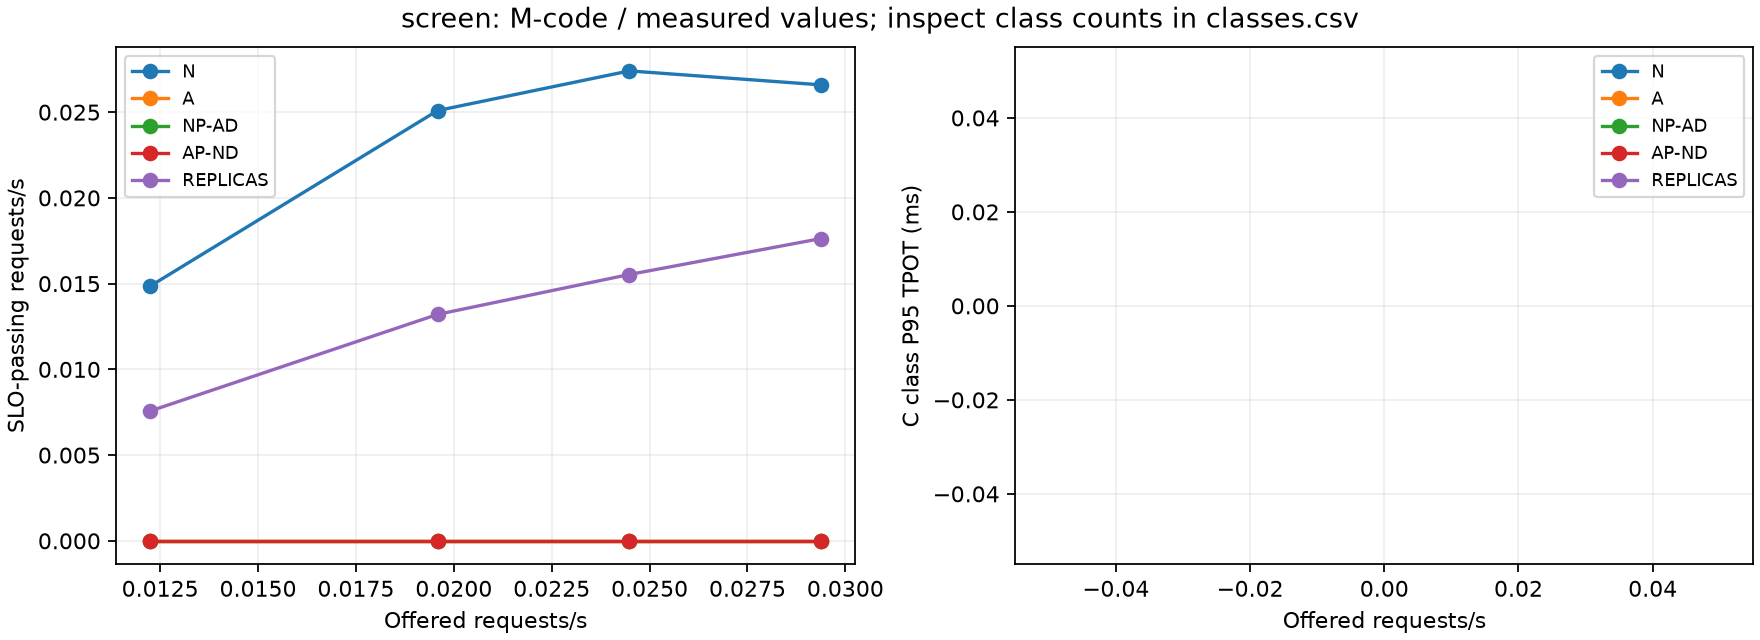 screen: M-code / measured values; inspect class counts in classes.csv
SLO-passing requests/s
0.025
0.020
0.015
0.010
0.005
0.000
N
A
NP-AD
AP-ND
REPLICAS
0.0125 0.0150 0.0175 0.0200 0.0225 0.0250 0.0275 0.0300
Offered requests/s
C class P95 TPOT (ms)
0.04
0.02
0.00
−0.02
−0.04
N
A
NP-AD
AP-ND
REPLICAS
−0.04 −0.02 0.00 0.02 0.04
Offered requests/s